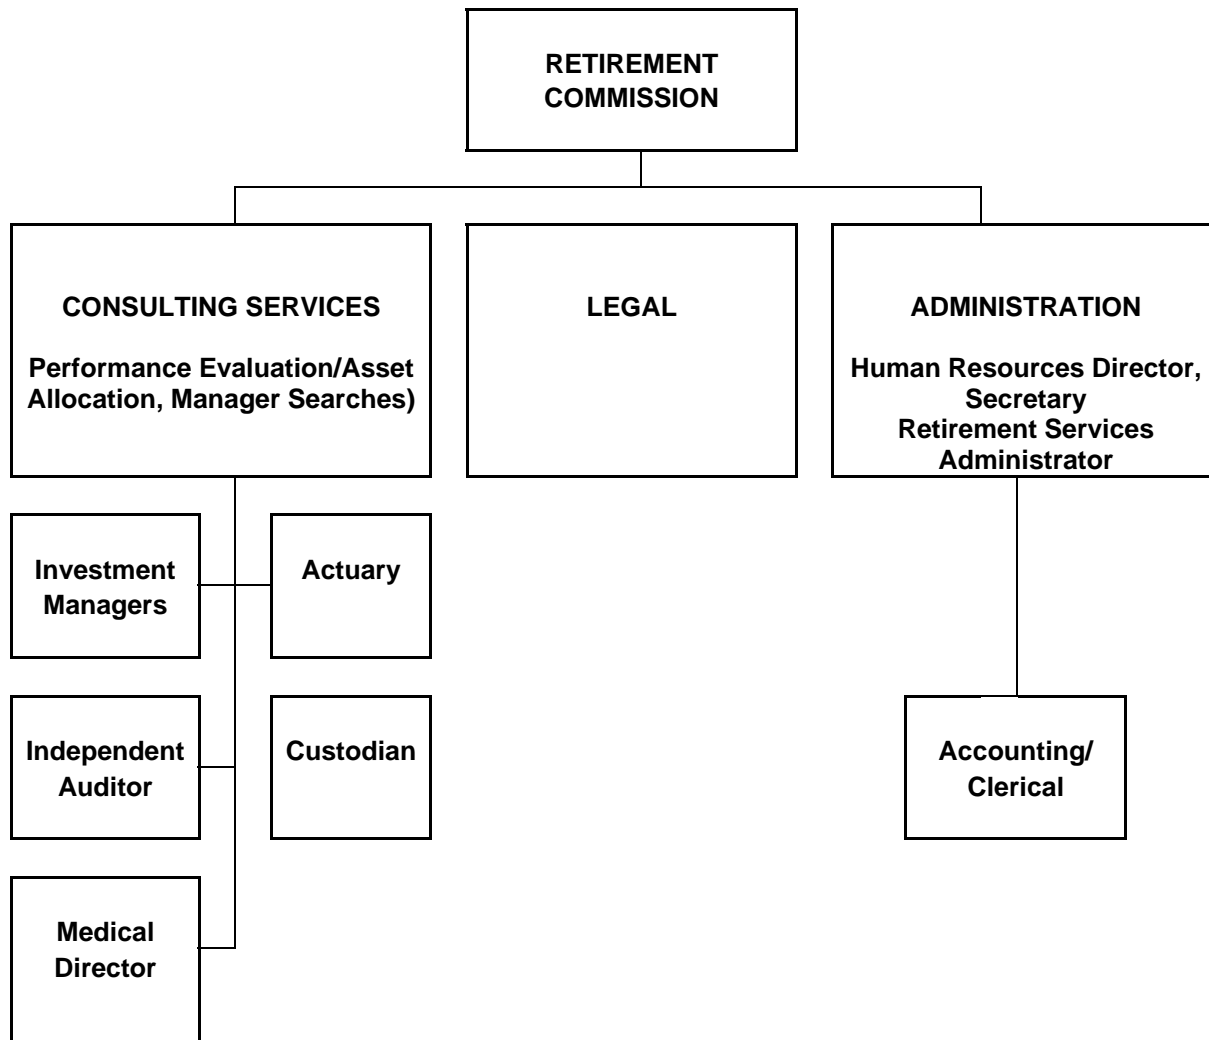 RETIREMENT
COMMISSION
CONSULTING SERVICES
Performance Evaluation/Asset
Allocation, Manager Searches)
LEGAL
ADMINISTRATION
Human Resources Director,
Secretary
Retirement Services
Administrator
Investment
Managers
Actuary
Independent
Auditor
Custodian
Accounting/
Clerical
Medical
Director